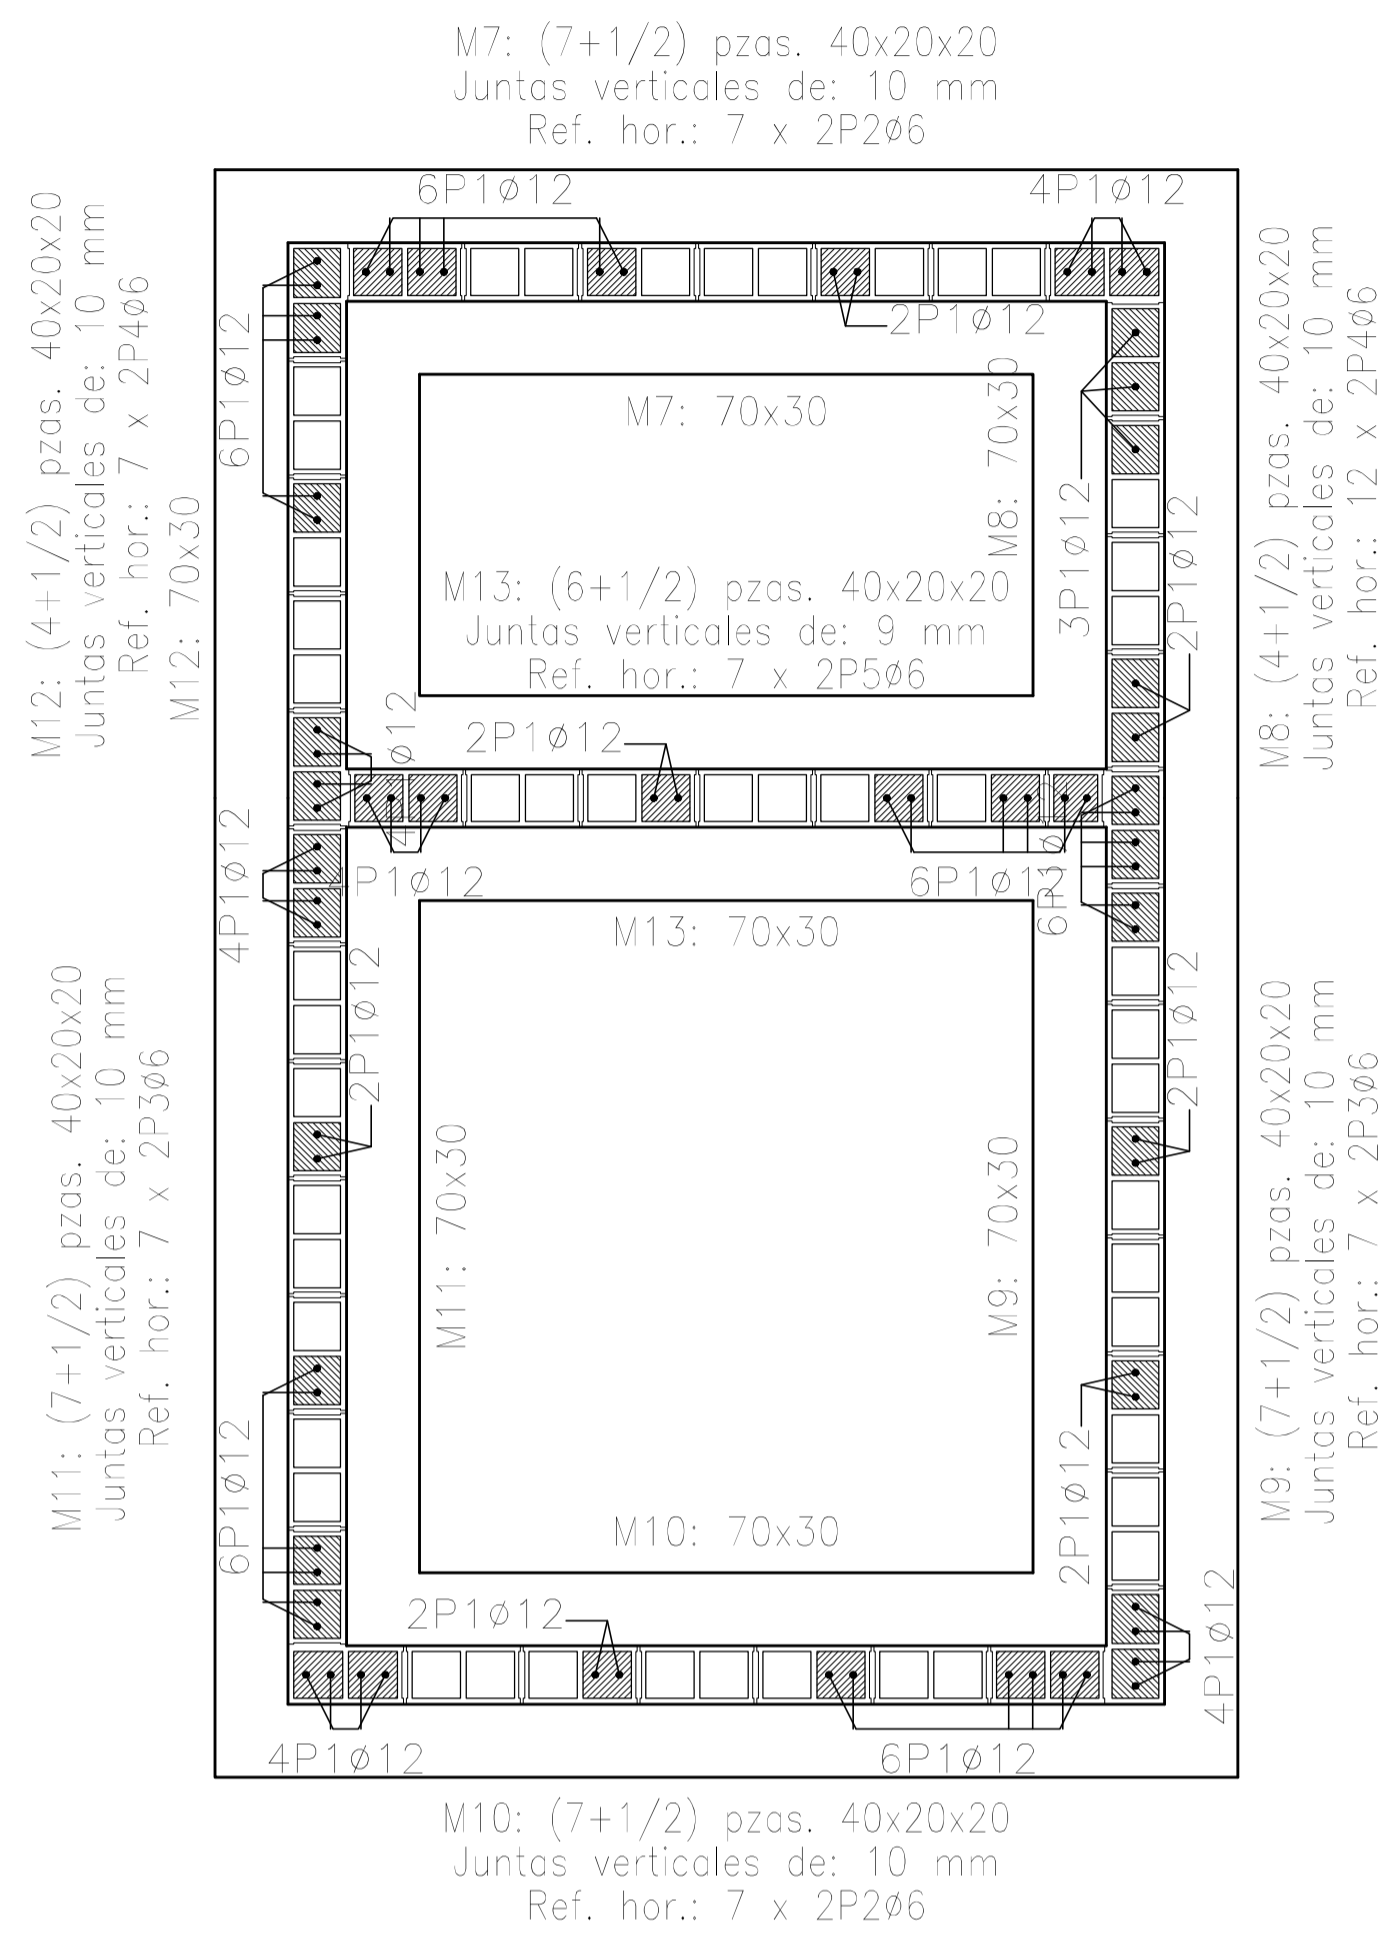 M7: (7+1/2) pzas. 40x20x20
Juntas verticales de: 10 mm
Ref. hor.: 7 x 2P2ø6
6P1ø12
4P1ø12
2P1ø12
M12: (4+1/2) pzas. 40x20x20
Juntas verticales de: 10 mm
Ref. hor.: 7 x 2P4ø6
M12: 70x30
6P1ø12
M7: 70x30
M8: 70x30
3P1ø12
2P1ø12
M8: (4+1/2) pzas. 40x20x20
Juntas verticales de: 10 mm
Ref. hor.: 12 x 2P4ø6
M13: (6+1/2) pzas. 40x20x20
Juntas verticales de: 9 mm
Ref. hor.: 7 x 2P5ø6
2P1ø12
4P1ø12
4P1ø12
4P1ø12
6P1ø12
6P1ø12
M13: 70x30
2P1ø12
2P1ø12
M11: (7+1/2) pzas. 40x20x20
Juntas verticales de: 10 mm
Ref. hor.: 7 x 2P3ø6
M11: 70x30
M9: 70x30
M9: (7+1/2) pzas. 40x20x20
Juntas verticales de: 10 mm
Ref. hor.: 7 x 2P3ø6
6P1ø12
2P1ø12
M10: 70x30
2P1ø12
4P1ø12
4P1ø12
6P1ø12
M10: (7+1/2) pzas. 40x20x20
Juntas verticales de: 10 mm
Ref. hor.: 7 x 2P2ø6